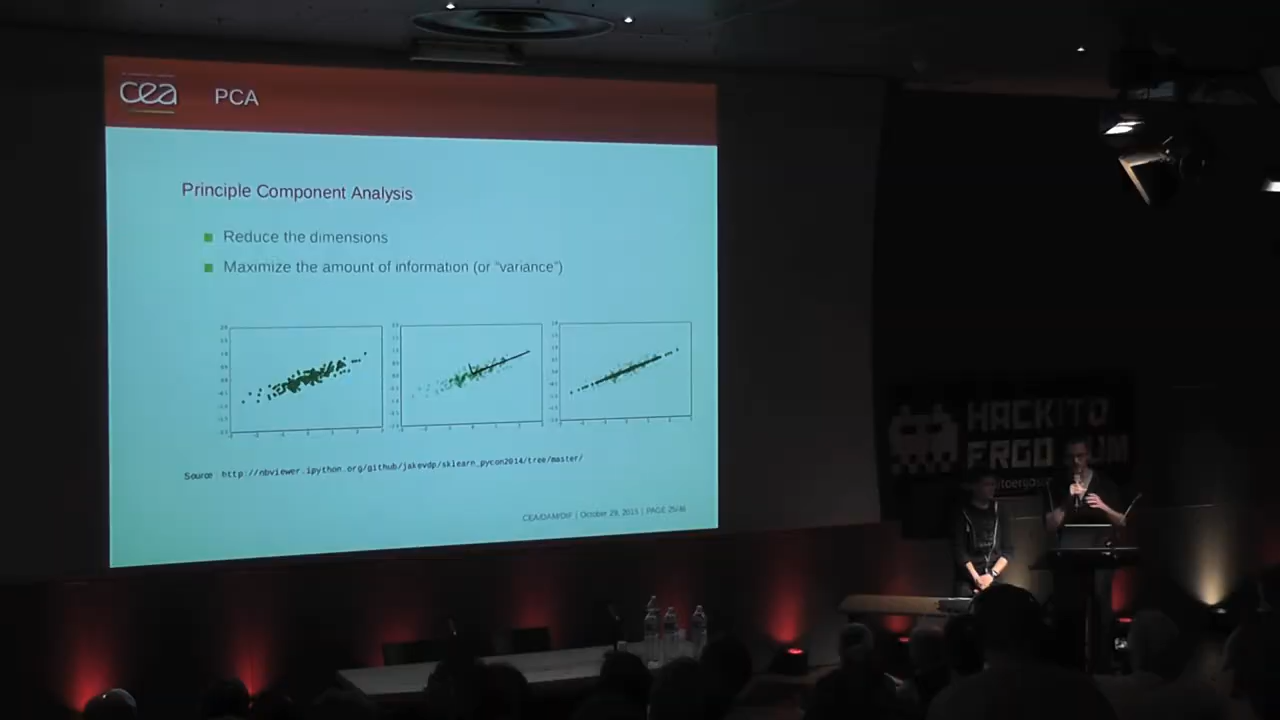 cea
PCA
Principle Component Analysis
Reduce the dimensions
Maximize the amount of information (or "variance")
Source : http://nbviewer.ipython.org/github/jakevdp/sklearn_pycon2014/tree/master/
CEA/DAM/DIF | October 29, 2015 | PAGE 25/46
HACKITO
ERGO SUM